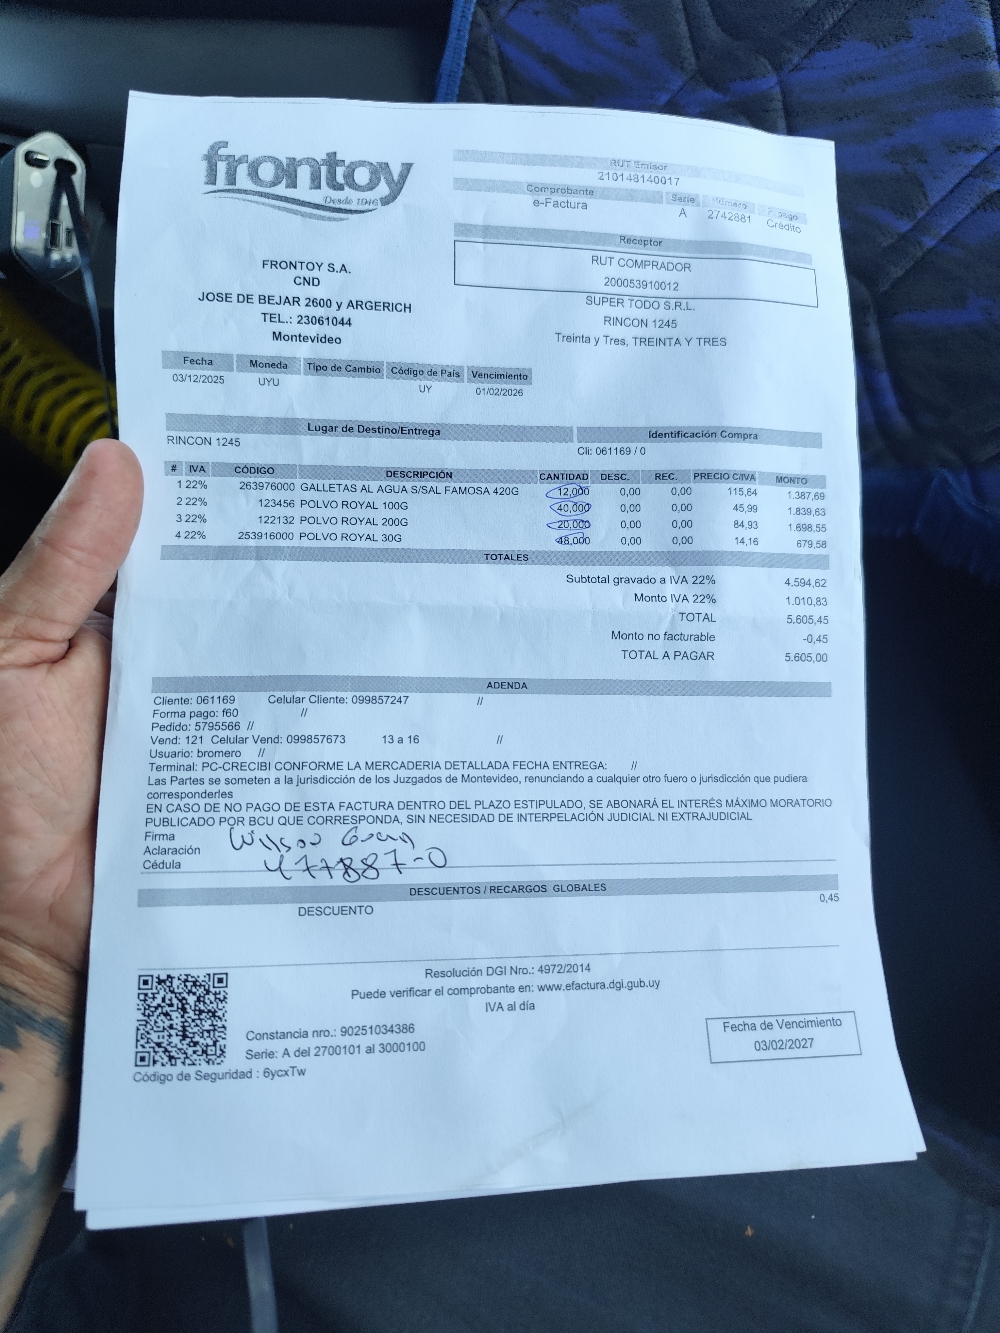 frontoy
Desde 1946
RUT Emisor
210148140017
Comprobante Serie Número F. pago
e-Factura A 2742881 Crédito
Receptor
RUT COMPRADOR
200053910012
SUPER TODO S.R.L.
RINCON 1245
Treinta y Tres, TREINTA Y TRES
FRONTOY S.A.
CND
JOSE DE BEJAR 2600 y ARGERICH
TEL.: 23061044
Montevideo
Fecha Moneda Tipo de Cambio Código de País Vencimiento
03/12/2025 UYU UY 01/02/2026
Lugar de Destino/Entrega Identificación Compra
RINCON 1245 Cli: 061169 / 0
# IVA CÓDIGO DESCRIPCIÓN CANTIDAD DESC. REC. PRECIO C/IVA MONTO
1 22% 263976000 GALLETAS AL AGUA S/SAL FAMOSA 420G 12,000 0,00 0,00 115,64 1.387,69
2 22% 123456 POLVO ROYAL 100G 40,000 0,00 0,00 45,99 1.839,63
3 22% 122132 POLVO ROYAL 200G 20,000 0,00 0,00 84,93 1.698,55
4 22% 253916000 POLVO ROYAL 30G 48,000 0,00 0,00 14,16 679,58
TOTALES
Subtotal gravado a IVA 22% 4.594,62
Monto IVA 22% 1.010,83
TOTAL 5.605,45
Monto no facturable -0,45
TOTAL A PAGAR 5.605,00
ADENDA
Cliente: 061169 Celular Cliente: 099857247 //
Forma pago: f60 //
Pedido: 5795566 //
Vend: 121 Celular Vend: 099857673 13 a 16 //
Usuario: bromero //
Terminal: PC-CRECIBI CONFORME LA MERCADERIA DETALLADA FECHA ENTREGA: //
Las Partes se someten a la jurisdicción de los Juzgados de Montevideo, renunciando a cualquier otro fuero o jurisdicción que pudiera
corresponderles
EN CASO DE NO PAGO DE ESTA FACTURA DENTRO DEL PLAZO ESTIPULADO, SE ABONARÁ EL INTERÉS MÁXIMO MORATORIO
PUBLICADO POR BCU QUE CORRESPONDA, SIN NECESIDAD DE INTERPELACIÓN JUDICIAL NI EXTRAJUDICIAL
Firma
Aclaración Wilson
Cédula 477887-0
DESCUENTOS / RECARGOS GLOBALES
DESCUENTO 0,45
Resolución DGI Nro.: 4972/2014
Puede verificar el comprobante en: www.efactura.dgi.gub.uy
IVA al día
Constancia nro.: 90251034386
Serie: A del 2700101 al 3000100
Código de Seguridad : 6ycxTw
Fecha de Vencimiento
03/02/2027